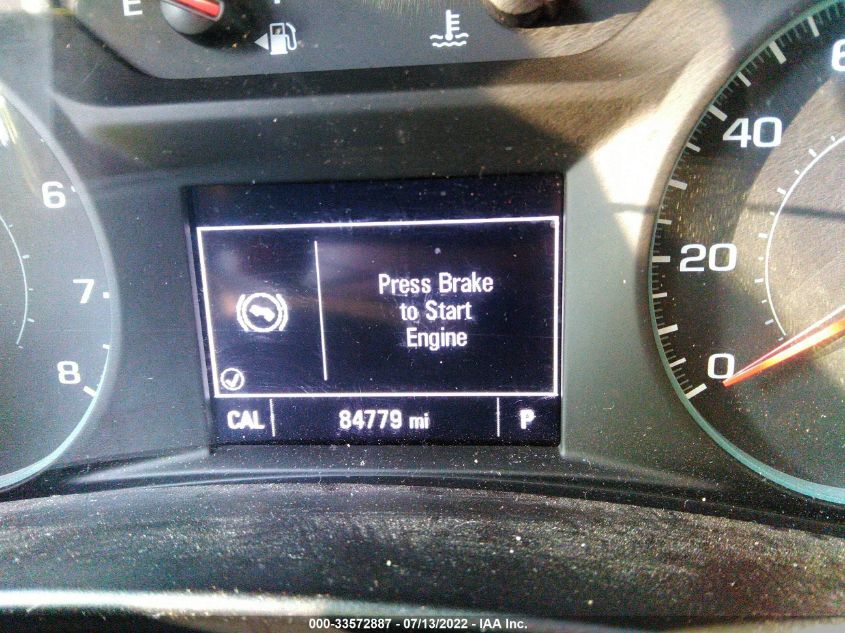 E
6
7
8
Press Brake
to Start
Engine
CAL 84779 mi P
40
20
0
000-33572887 - 07/13/2022 - IAA Inc.